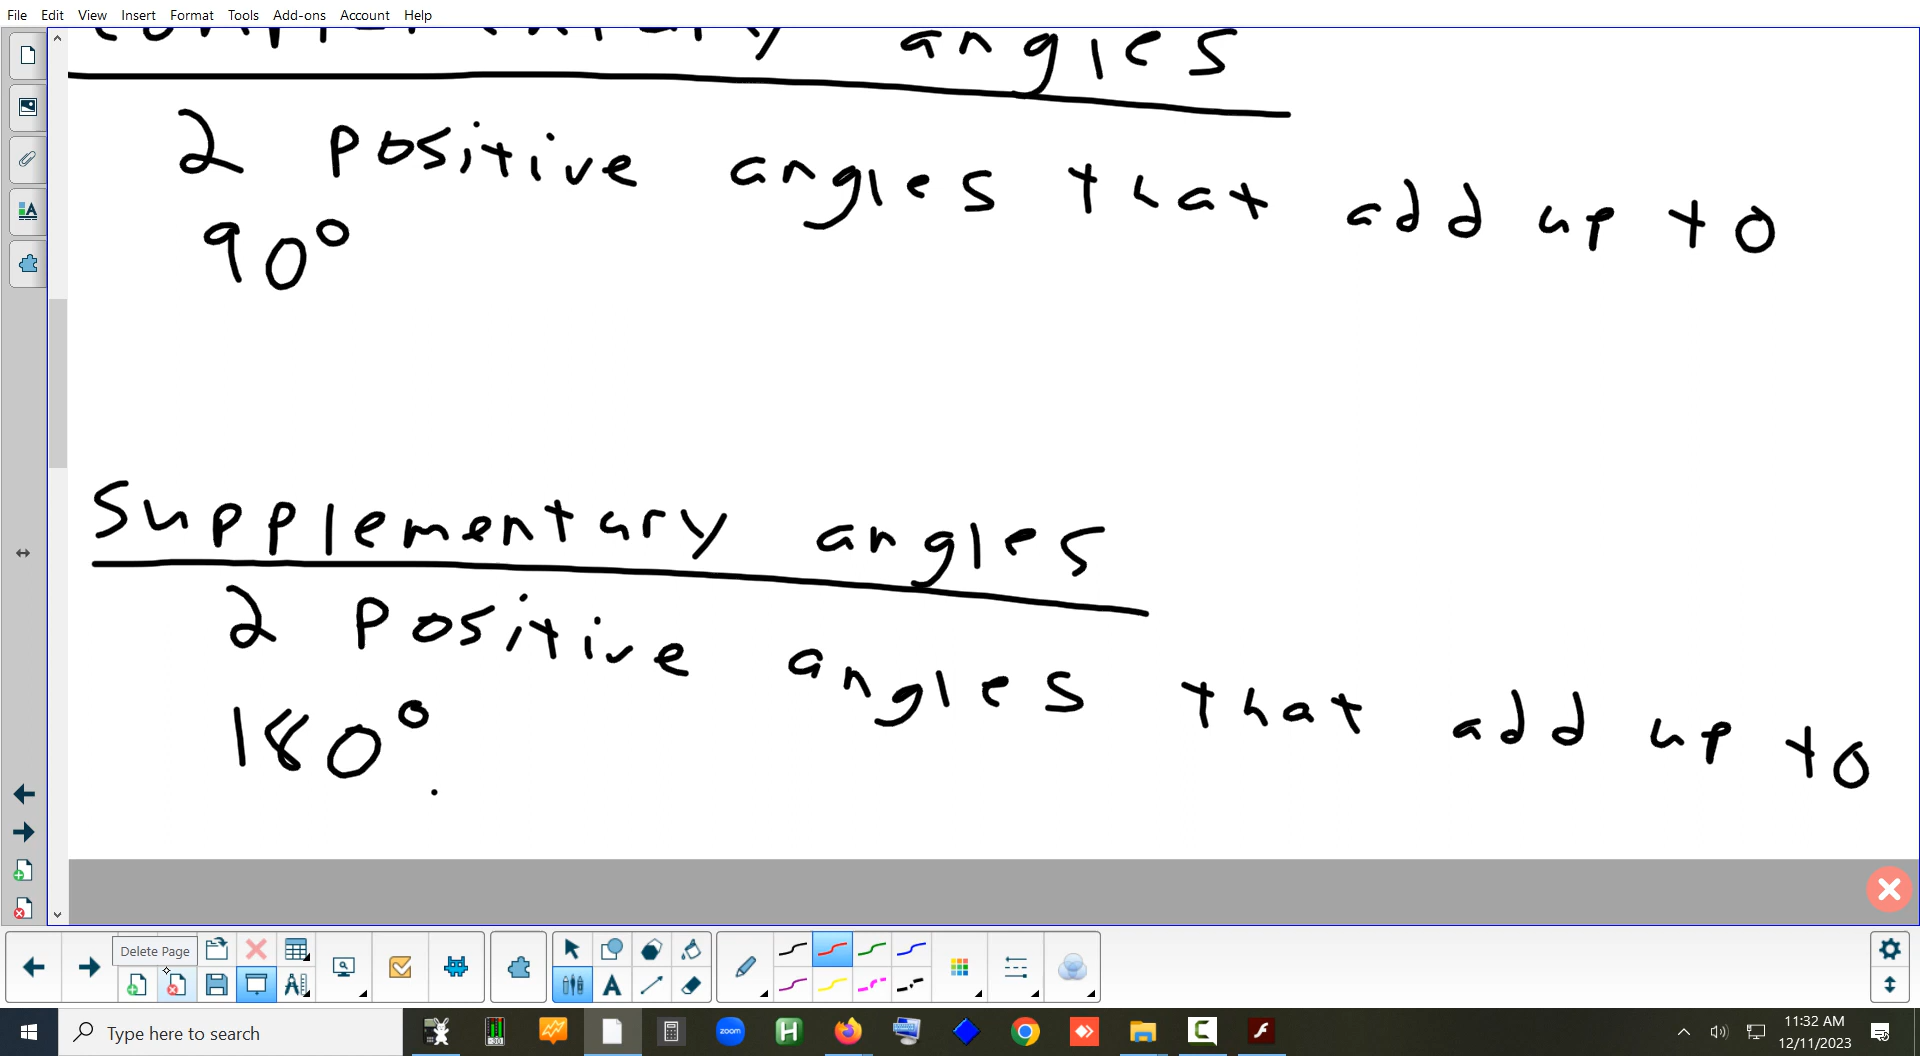 File Edit View Insert Format Tools Add-ons Account Help
complementary angles
2 positive angles that add up to
90°
Supplementary angles
2 positive angles that add up to
180°.
Delete Page
A
Type here to search
zoom
H
C
11:32 AM
12/11/2023